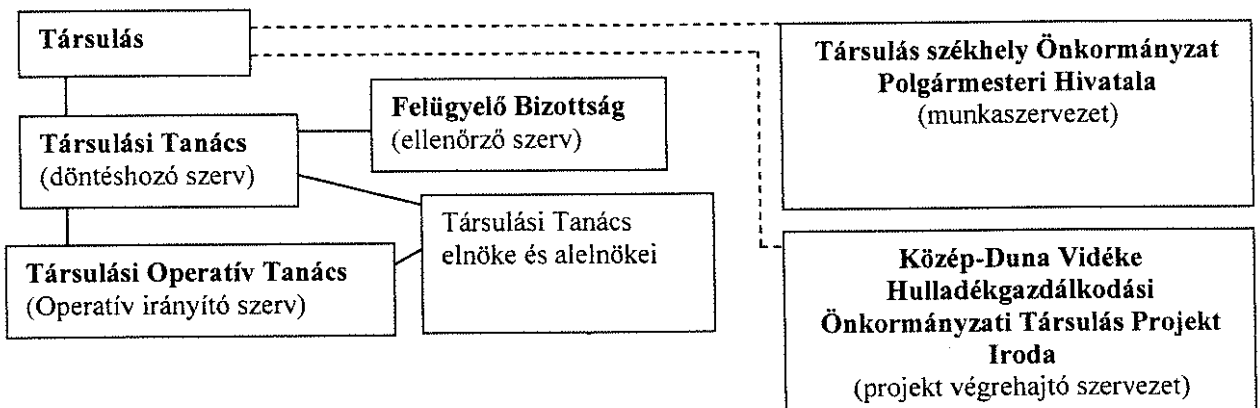 Társulás
Társulás székhely Önkormányzat
Polgármesteri Hivatala
(munkaszervezet)
Felügyelő Bizottság
(ellenőrző szerv)
Társulási Tanács
(döntéshozó szerv)
Társulási Tanács
elnöke és alelnökei
Társulási Operatív Tanács
(Operatív irányító szerv)
Közép-Duna Vidéke
Hulladékgazdálkodási
Önkormányzati Társulás Projekt
Iroda
(projekt végrehajtó szervezet)